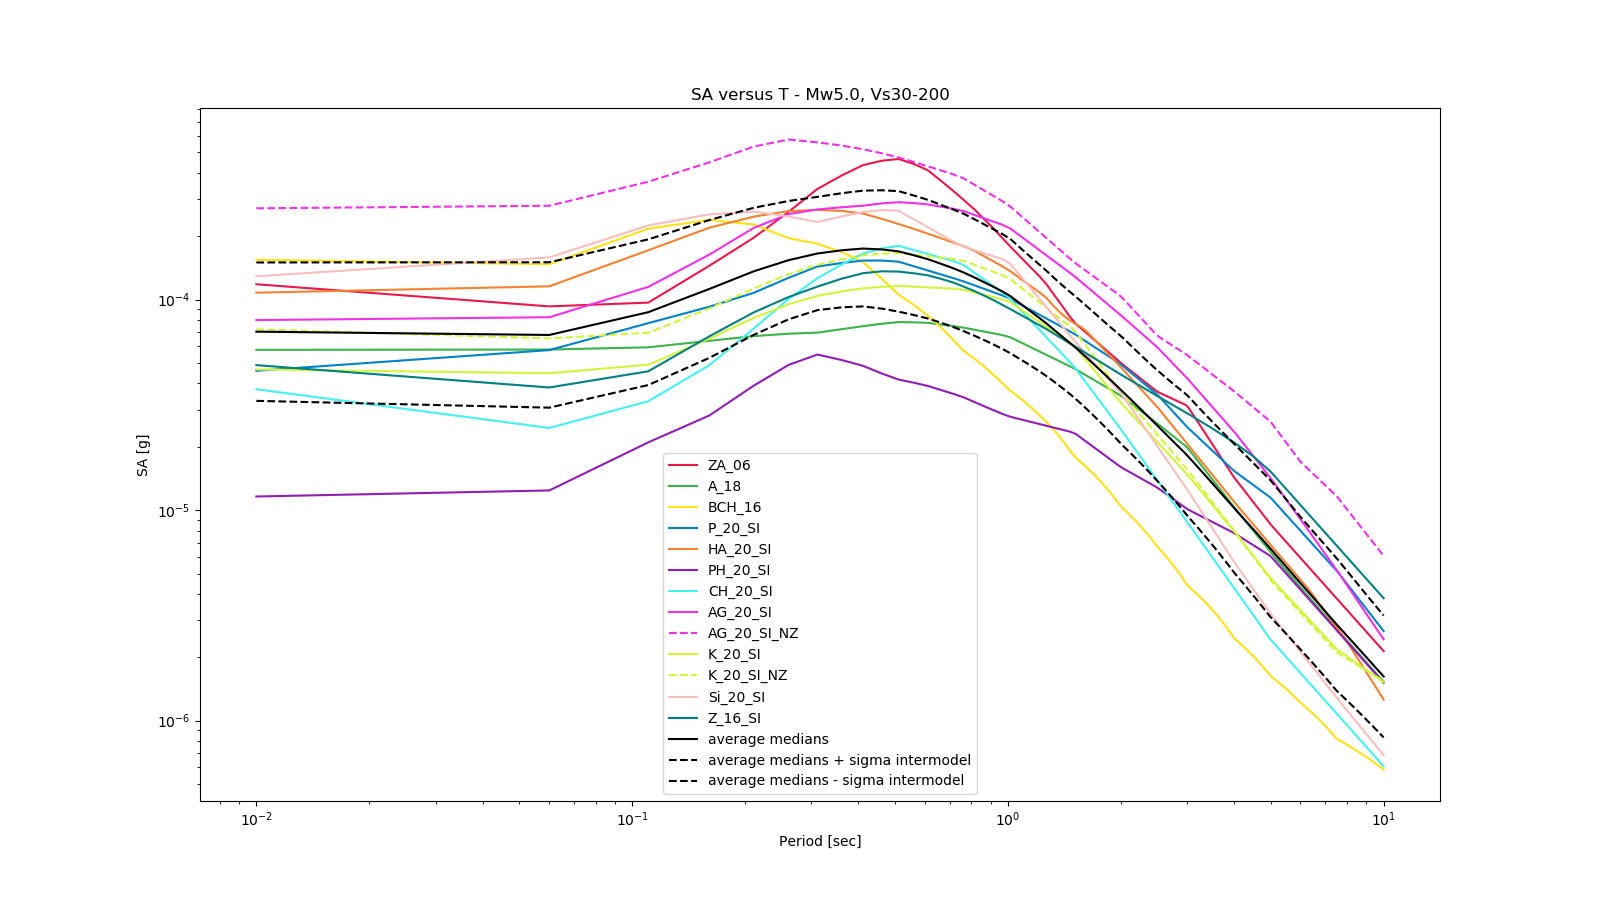 SA versus T - Mw5.0, Vs30-200
SA [g]
10⁻⁴
10⁻⁵
10⁻⁶
ZA_06
A_18
BCH_16
P_20_SI
HA_20_SI
PH_20_SI
CH_20_SI
AG_20_SI
AG_20_SI_NZ
K_20_SI
K_20_SI_NZ
Si_20_SI
Z_16_SI
average medians
average medians + sigma intermodel
average medians - sigma intermodel
10⁻² 10⁻¹ 10⁰ 10¹
Period [sec]